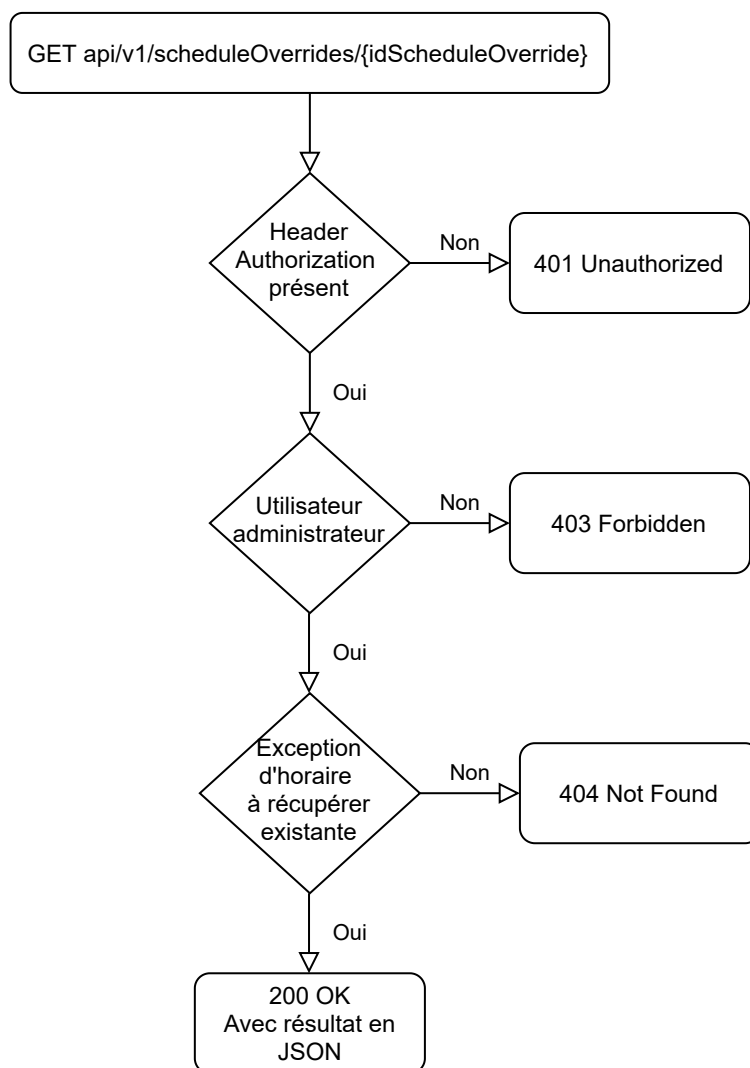 GET api/v1/scheduleOverrides/{idScheduleOverride}
Header
Authorization
présent
Non
401 Unauthorized
Oui
Utilisateur
administrateur
Non
403 Forbidden
Oui
Exception
d'horaire
à récupérer
existante
Non
404 Not Found
Oui
200 OK
Avec résultat en
JSON